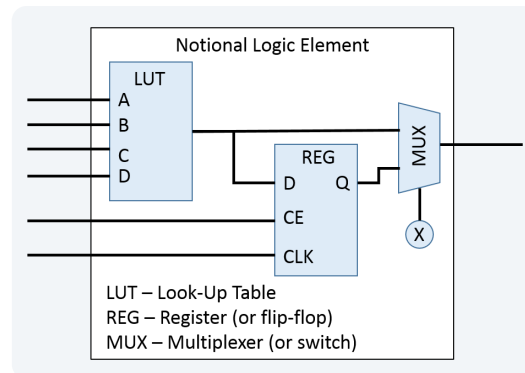 Notional Logic Element
LUT
A
B
C
D
REG
D Q
CE
CLK
MUX
X
LUT – Look-Up Table
REG – Register (or flip-flop)
MUX – Multiplexer (or switch)